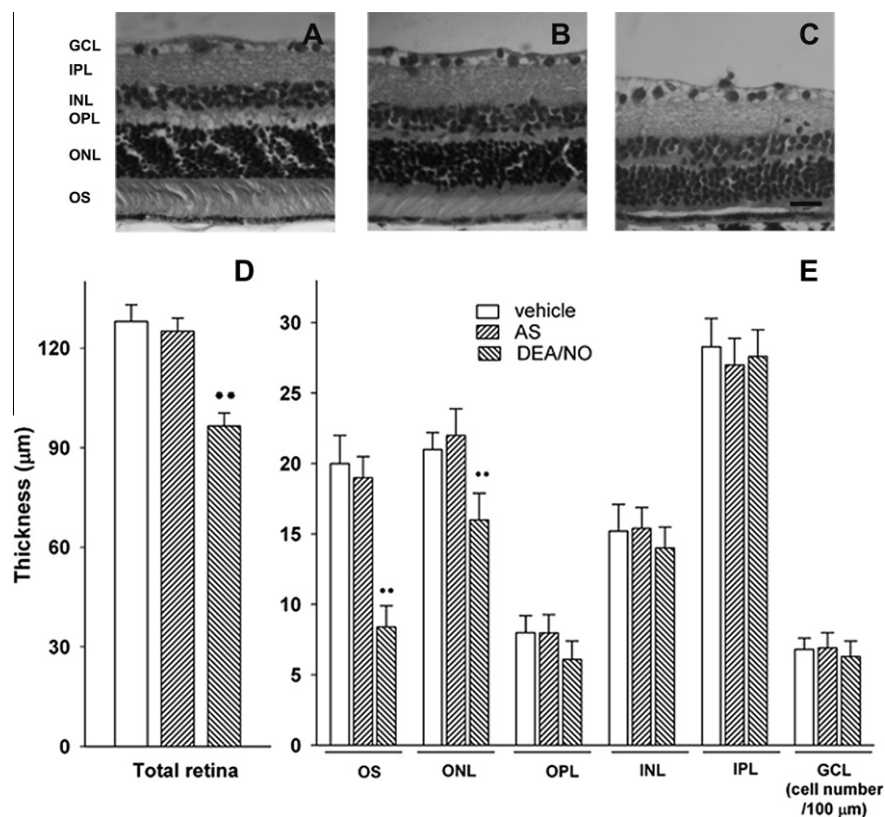 A
B
C
GCL
IPL
INL
OPL
ONL
OS
D
E
Thickness (µm)
120
90
60
30
0
Total retina
30
25
20
15
10
5
0
vehicle
AS
DEA/NO
OS
ONL
OPL
INL
IPL
GCL
(cell number
/100 µm)